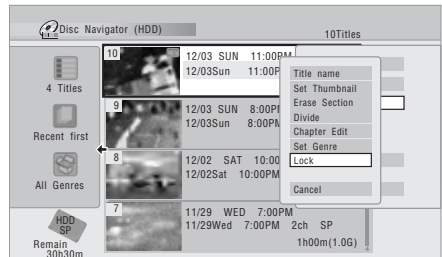 Disc Navigator (HDD)
10Titles
4 Titles
Recent first
All Genres
HDD
SP
Remain
30h30m
10
12/03 SUN 11:00PM
12/03Sun 11:00P
9
12/03 SUN 8:00P
12/03Sun 8:00P
8
12/02 SAT 10:00
12/02Sat 10:00PM
7
11/29 WED 7:00PM
11/29Wed 7:00PM 2ch SP
1h00m(1.0G)
Title name
Set Thumbnail
Erase Section
Divide
Chapter Edit
Set Genre
Lock
Cancel